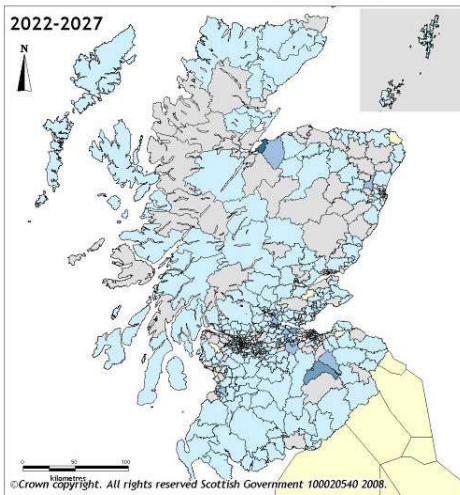 2022-2027
N
0 50 100
kilometres
©Crown copyright. All rights reserved Scottish Government 100020540 2008.